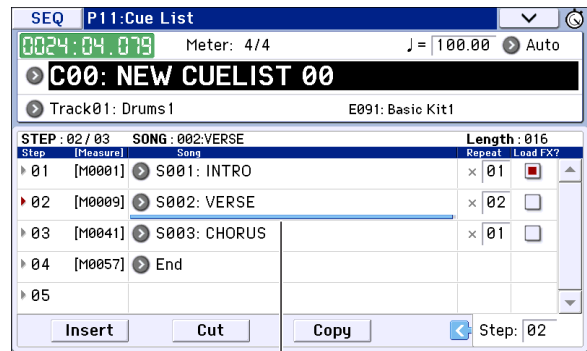 SEQ P11:Cue List
0024:04.079 Meter: 4/4 ♩= 100.00 Auto
C00: NEW CUELIST 00
Track01: Drums1 E091: Basic Kit1
STEP : 02/03 SONG : 002:VERSE Length : 016
Step [Measure] Song Repeat Load FX?
01 [M0001] S001: INTRO × 01
02 [M0009] S002: VERSE × 02
03 [M0041] S003: CHORUS × 01
04 [M0057] End
05
Insert Cut Copy Step: 02